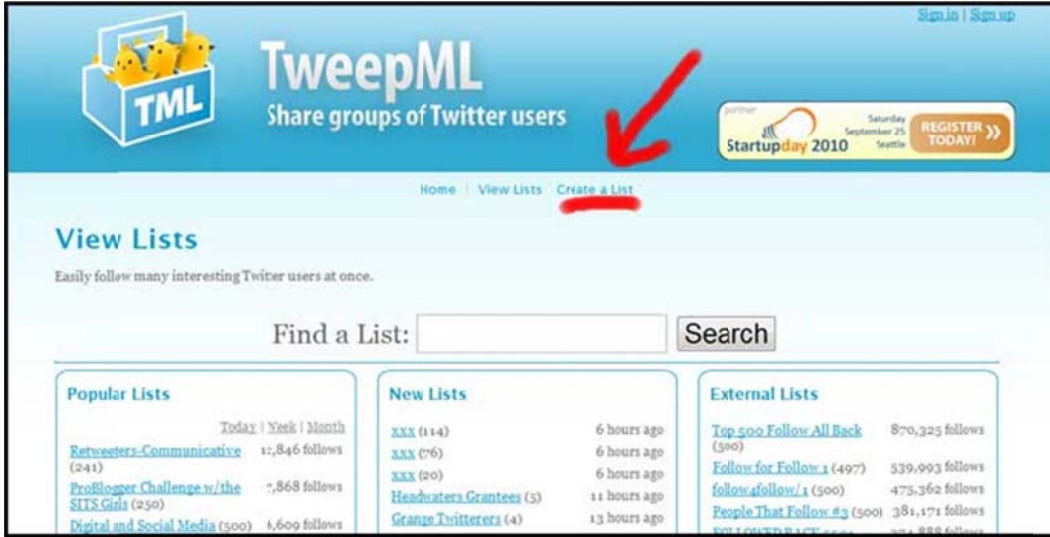 Sign in | Sign up
TML
TweepML
Share groups of Twitter users
partner
Startupday 2010
Saturday
September 25
Seattle
REGISTER
TODAY!
Home | View Lists Create a List
View Lists
Easily follow many interesting Twitter users at once.
Find a List: Search
Popular Lists
Today | Week | Month
Retweeters-Communicative 12,846 follows
(241)
ProBlogger Challenge w/the 7,868 follows
SITS Girls (250)
Digital and Social Media (500) 6,609 follows
New Lists
xxx (114) 6 hours ago
xxx (76) 6 hours ago
xxx (20) 6 hours ago
Headwaters Grantees (5) 11 hours ago
Grange Twitterers (4) 13 hours ago
External Lists
Top 500 Follow All Back 870,325 follows
(500)
Follow for Follow 1 (497) 539,993 follows
follow4follow/1 (500) 475,362 follows
People That Follow #3 (500) 381,171 follows